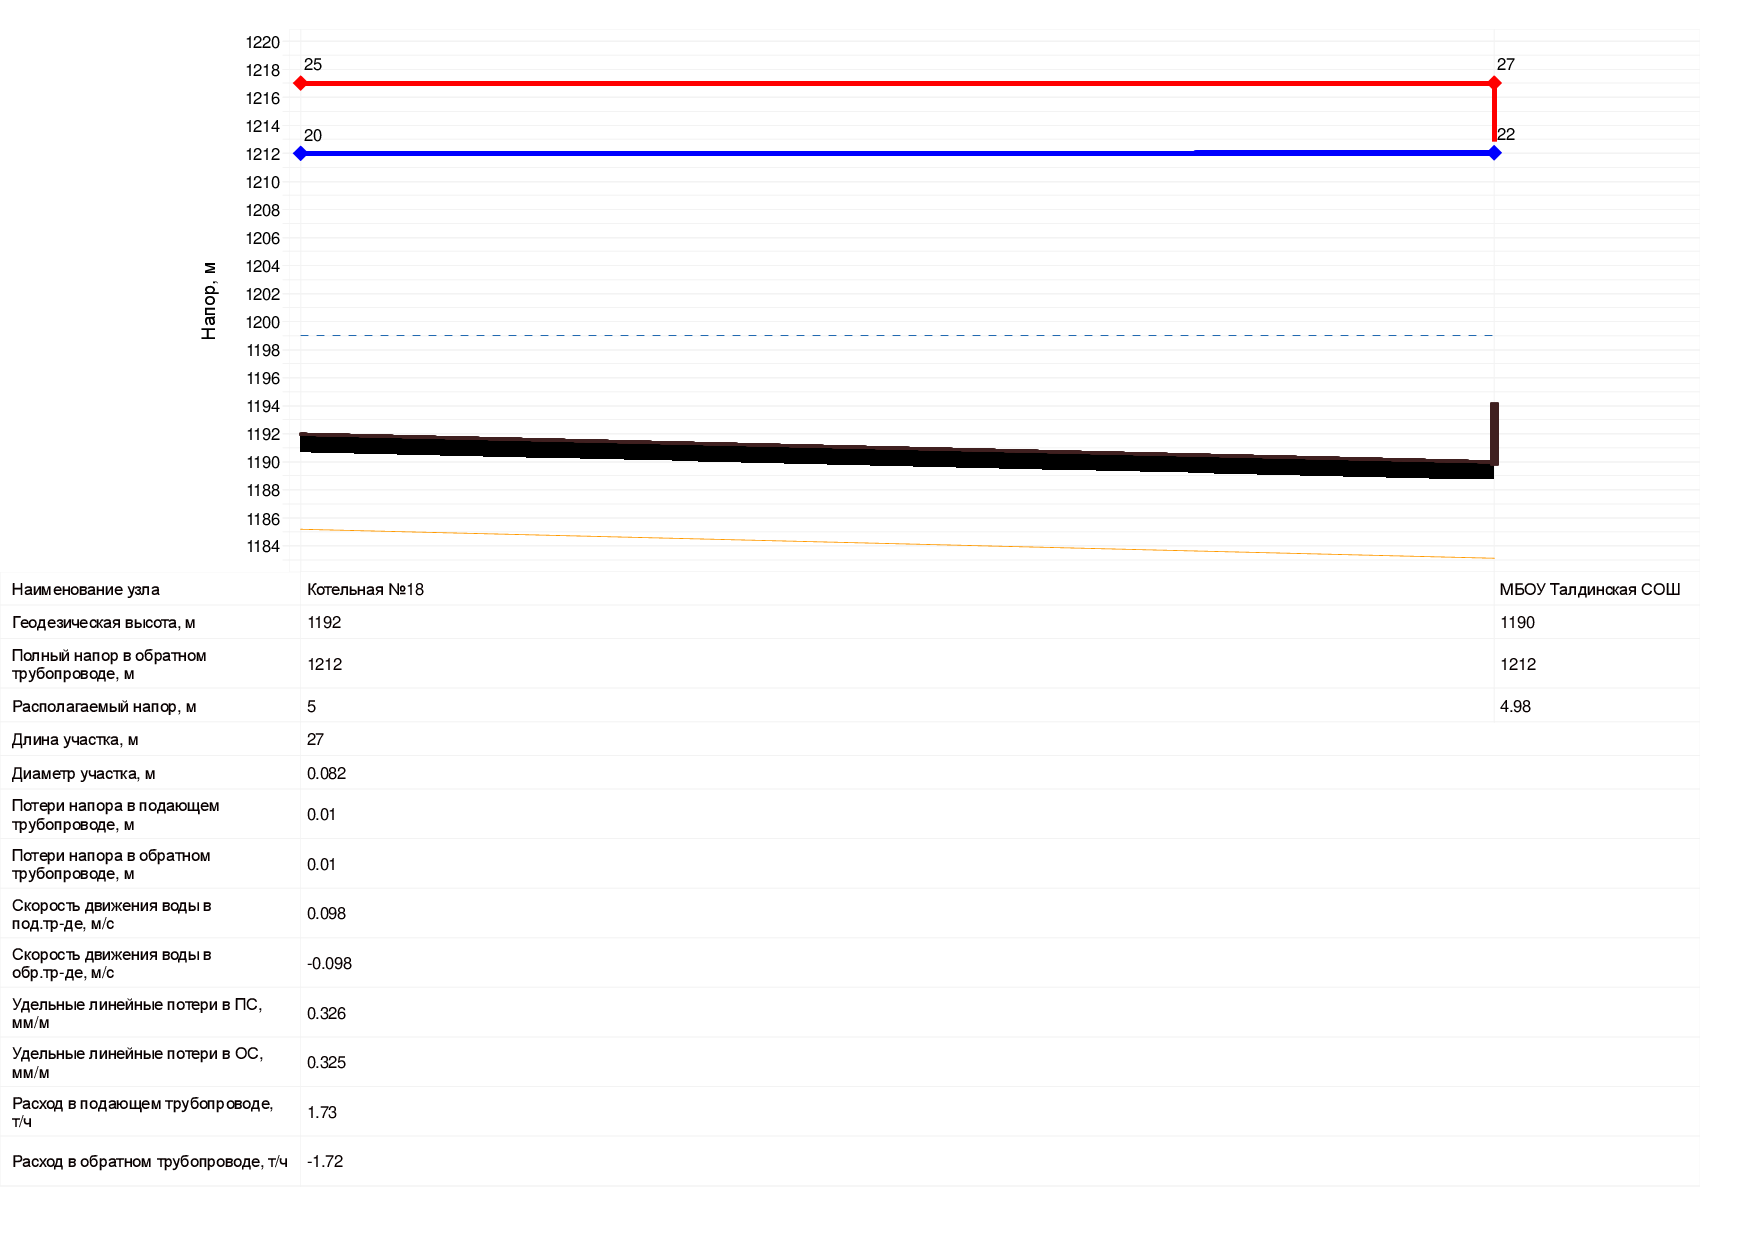 1220
25
27
1218
1216
1214
20
22
1212
1210
1208
1206
1204
1202
1200
1198
1196
1194
1192
1190
1188
1186
1184
Напор, м
Наименование узла
Котельная №18
МБОУ Талдинская СОШ
Геодезическая высота, м
1192
1190
Полный напор в обратном
трубопроводе, м
1212
1212
Располагаемый напор, м
5
4.98
Длина участка, м
27
Диаметр участка, м
0.082
Потери напора в подающем
трубопроводе, м
0.01
Потери напора в обратном
трубопроводе, м
0.01
Скорость движения воды в
под.тр-де, м/с
0.098
Скорость движения воды в
обр.тр-де, м/с
-0.098
Удельные линейные потери в ПС,
мм/м
0.326
Удельные линейные потери в ОС,
мм/м
0.325
Расход в подающем трубопроводе,
т/ч
1.73
Расход в обратном трубопроводе, т/ч
-1.72